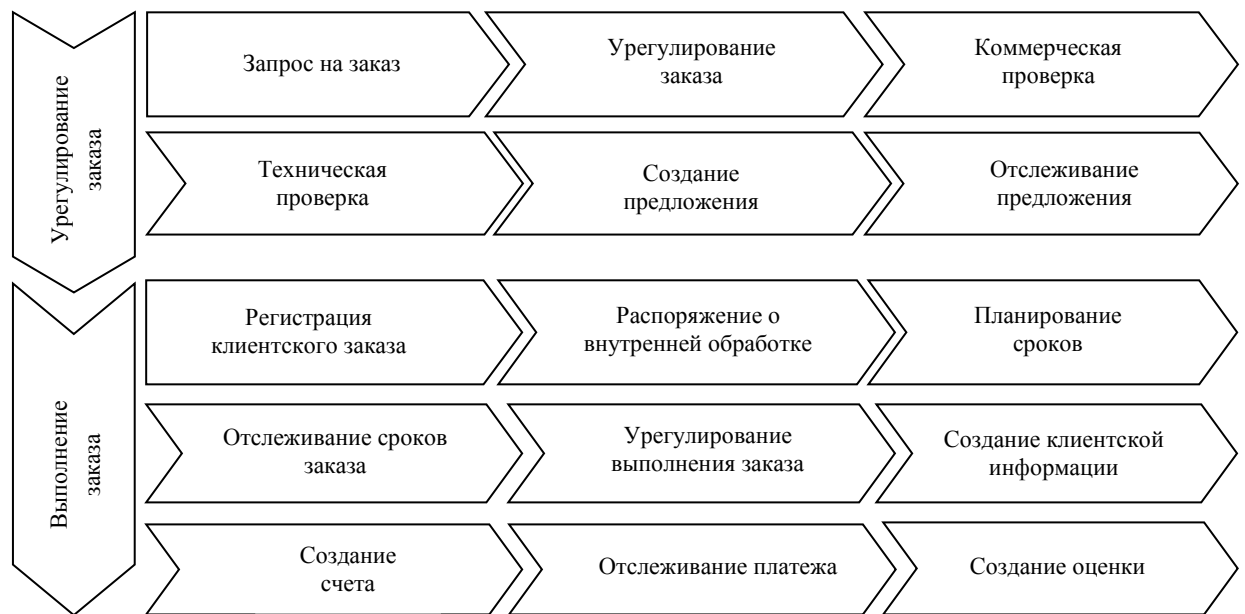 Урегулирование
заказа
Запрос на заказ
Урегулирование
заказа
Коммерческая
проверка
Техническая
проверка
Создание
предложения
Отслеживание
предложения
Выполнение
заказа
Регистрация
клиентского заказа
Распоряжение о
внутренней обработке
Планирование
сроков
Отслеживание сроков
заказа
Урегулирование
выполнения заказа
Создание клиентской
информации
Создание
счета
Отслеживание платежа
Создание оценки